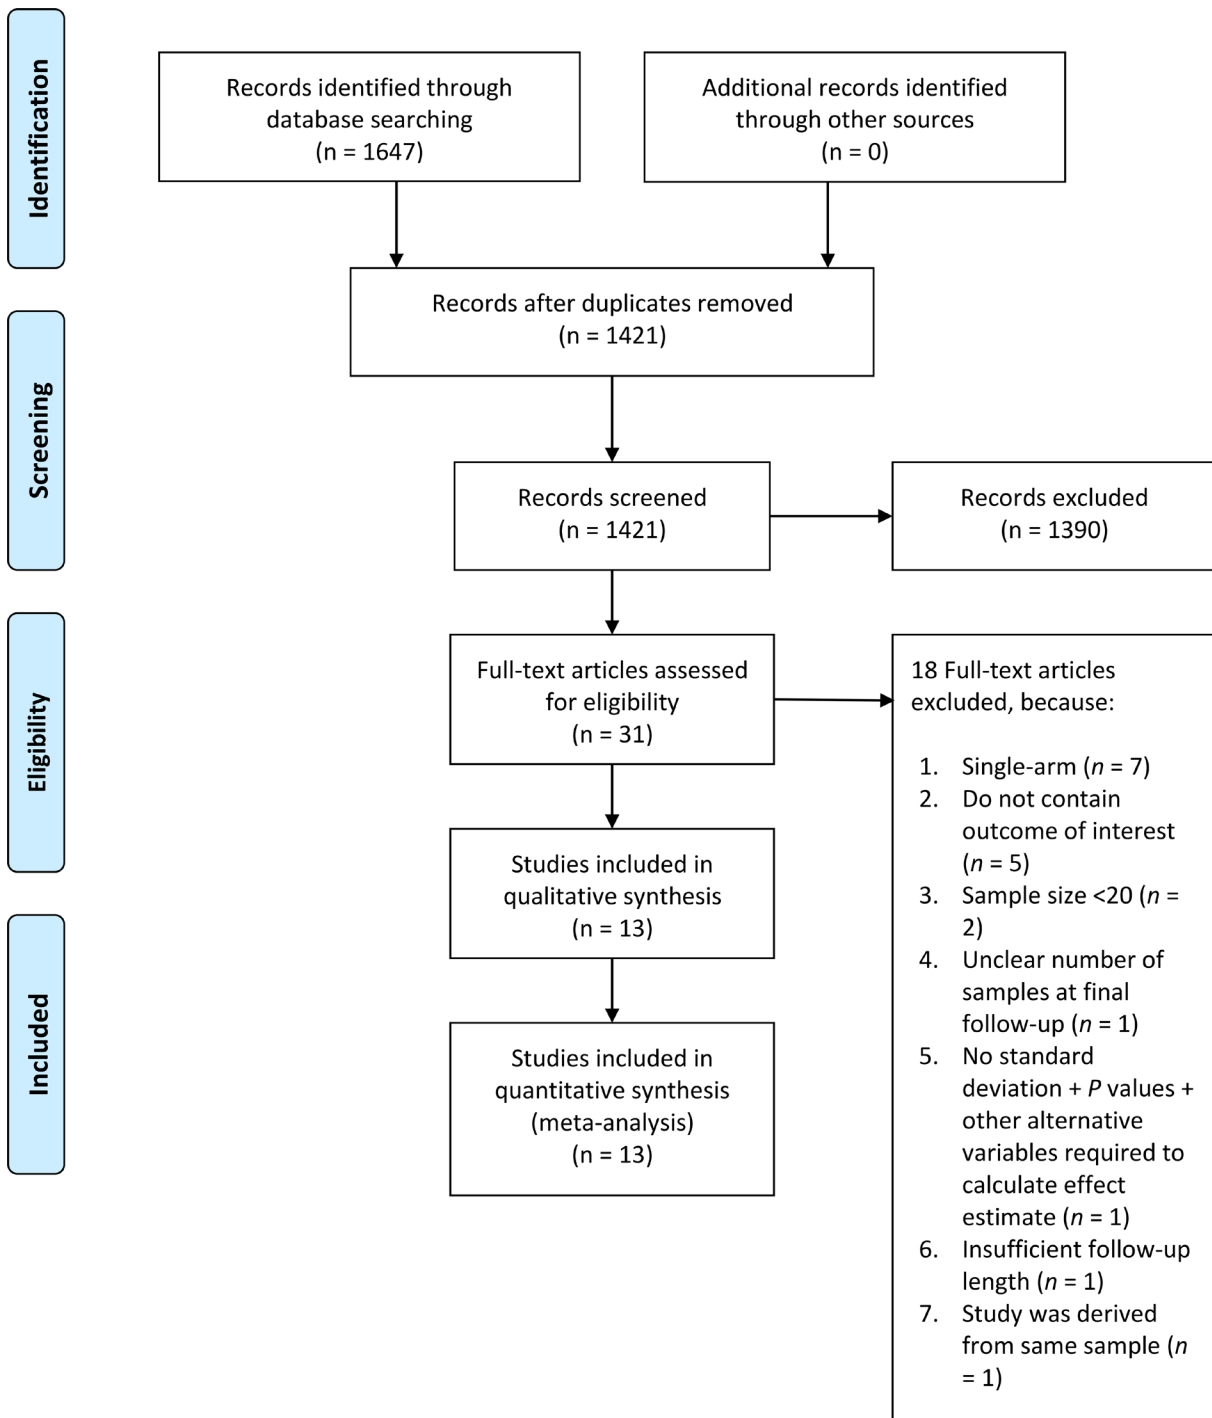 Identification
Records identified through
database searching
(n = 1647)
Additional records identified
through other sources
(n = 0)
Records after duplicates removed
(n = 1421)
Screening
Records screened
(n = 1421)
Records excluded
(n = 1390)
Eligibility
Full-text articles assessed
for eligibility
(n = 31)
18 Full-text articles
excluded, because:
1. Single-arm (n = 7)
2. Do not contain
outcome of interest
(n = 5)
3. Sample size <20 (n =
2)
4. Unclear number of
samples at final
follow-up (n = 1)
5. No standard
deviation + P values +
other alternative
variables required to
calculate effect
estimate (n = 1)
6. Insufficient follow-up
length (n = 1)
7. Study was derived
from same sample (n
= 1)
Studies included in
qualitative synthesis
(n = 13)
Included
Studies included in
quantitative synthesis
(meta-analysis)
(n = 13)